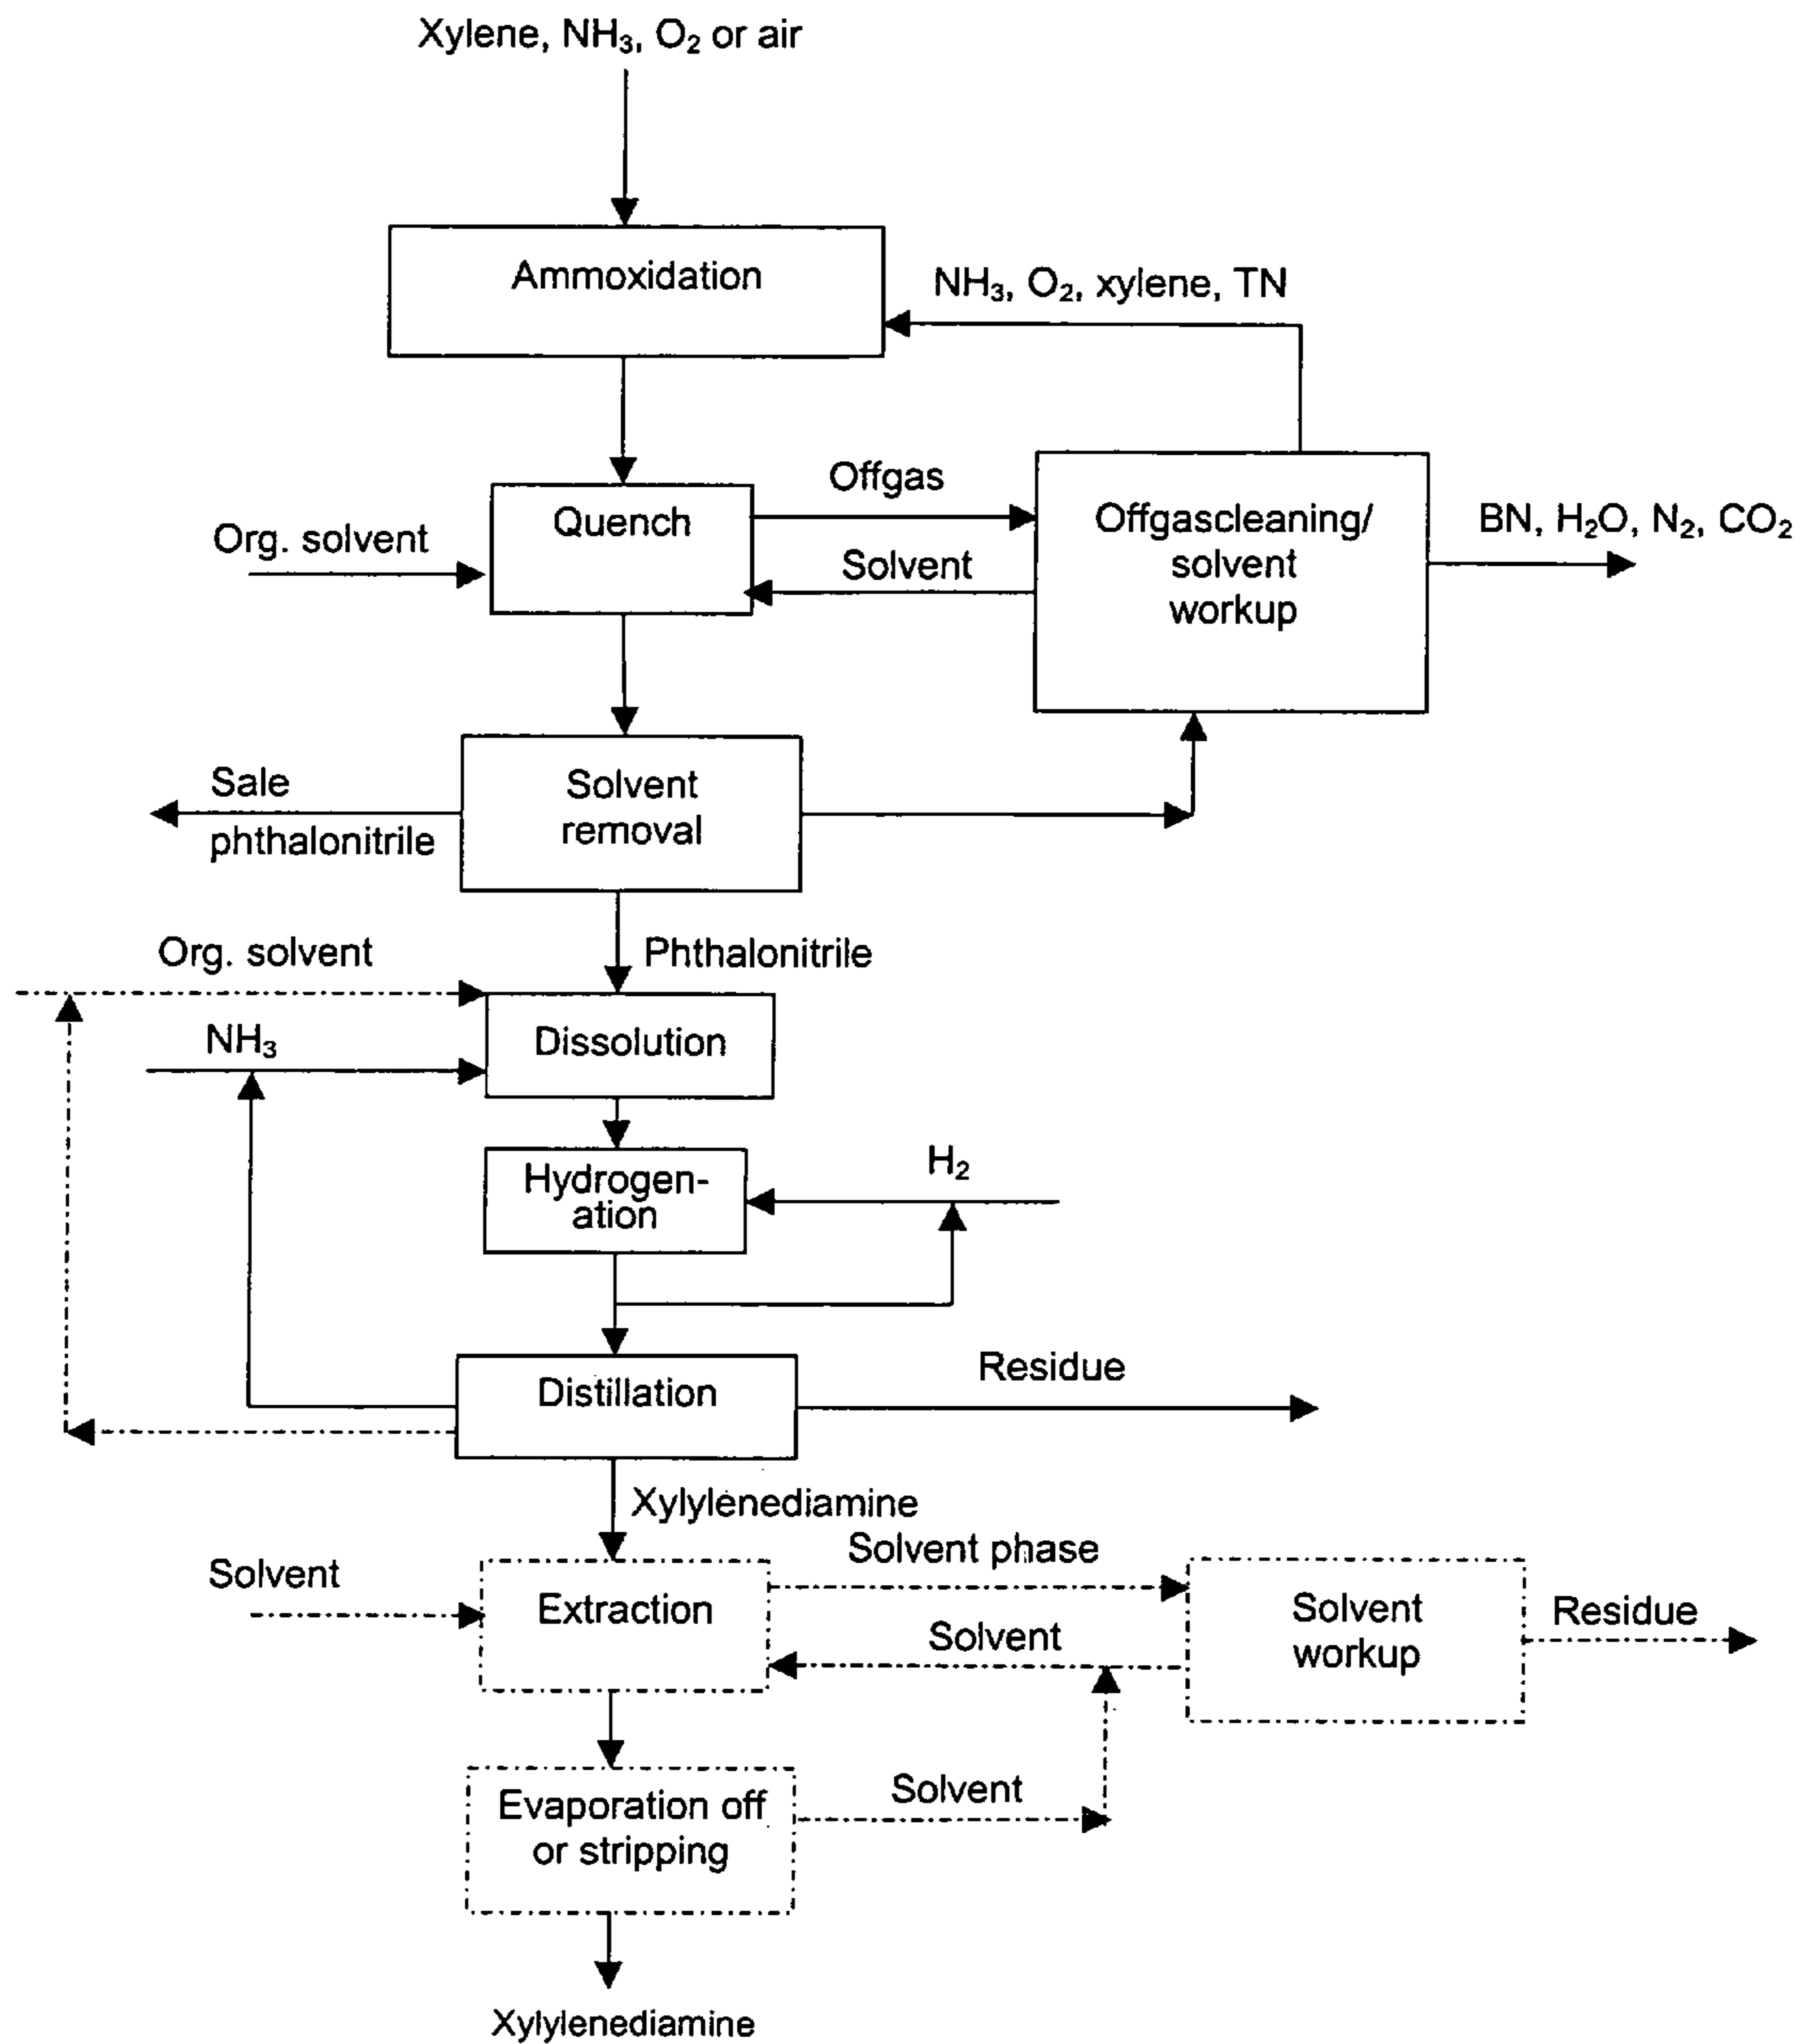 Xylene, NH₃, O₂ or air
Ammoxidation
NH₃, O₂, xylene, TN
Quench
Offgas
Org. solvent
Solvent
Offgascleaning/
solvent
workup
BN, H₂O, N₂, CO₂
Sale
phthalonitrile
Solvent
removal
Org. solvent
Phthalonitrile
NH₃
Dissolution
Hydrogen-
ation
H₂
Distillation
Residue
Xylylenediamine
Solvent
Extraction
Solvent phase
Solvent
Solvent
workup
Residue
Evaporation off
or stripping
Solvent
Xylylenediamine